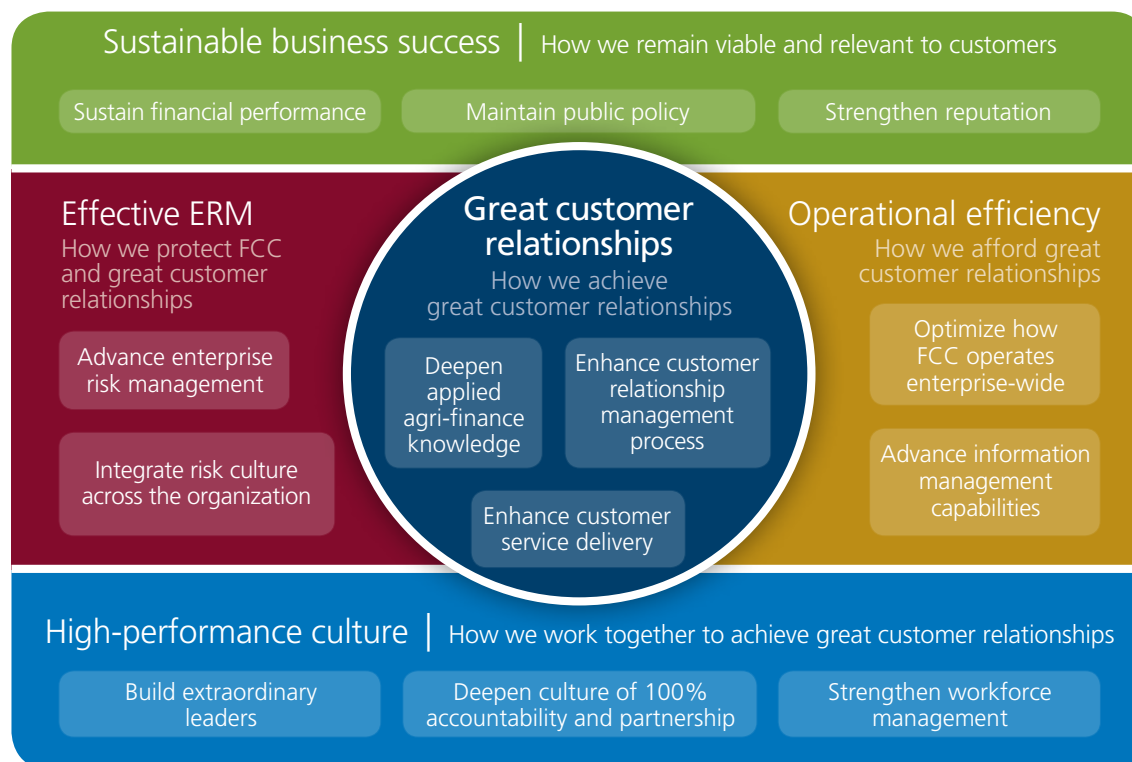 Sustainable business success | How we remain viable and relevant to customers
Sustain financial performance
Maintain public policy
Strengthen reputation
Effective ERM
How we protect FCC
and great customer
relationships
Advance enterprise
risk management
Integrate risk culture
across the organization
Great customer
relationships
How we achieve
great customer relationships
Deepen
applied
agri-finance
knowledge
Enhance customer
relationship
management
process
Enhance customer
service delivery
Operational efficiency
How we afford great
customer relationships
Optimize how
FCC operates
enterprise-wide
Advance information
management
capabilities
High-performance culture | How we work together to achieve great customer relationships
Build extraordinary
leaders
Deepen culture of 100%
accountability and partnership
Strengthen workforce
management